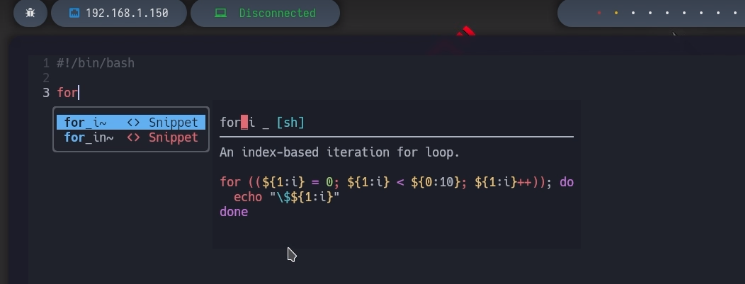 192.168.1.150 Disconnected
1 #!/bin/bash
2
3 for
for_i~ <> Snippet
for_in~ <> Snippet
for_i _ [sh]
An index-based iteration for loop.
for ((${1:i} = 0; ${1:i} < ${0:10}; ${1:i}++)); do
echo "\$${1:i}"
done